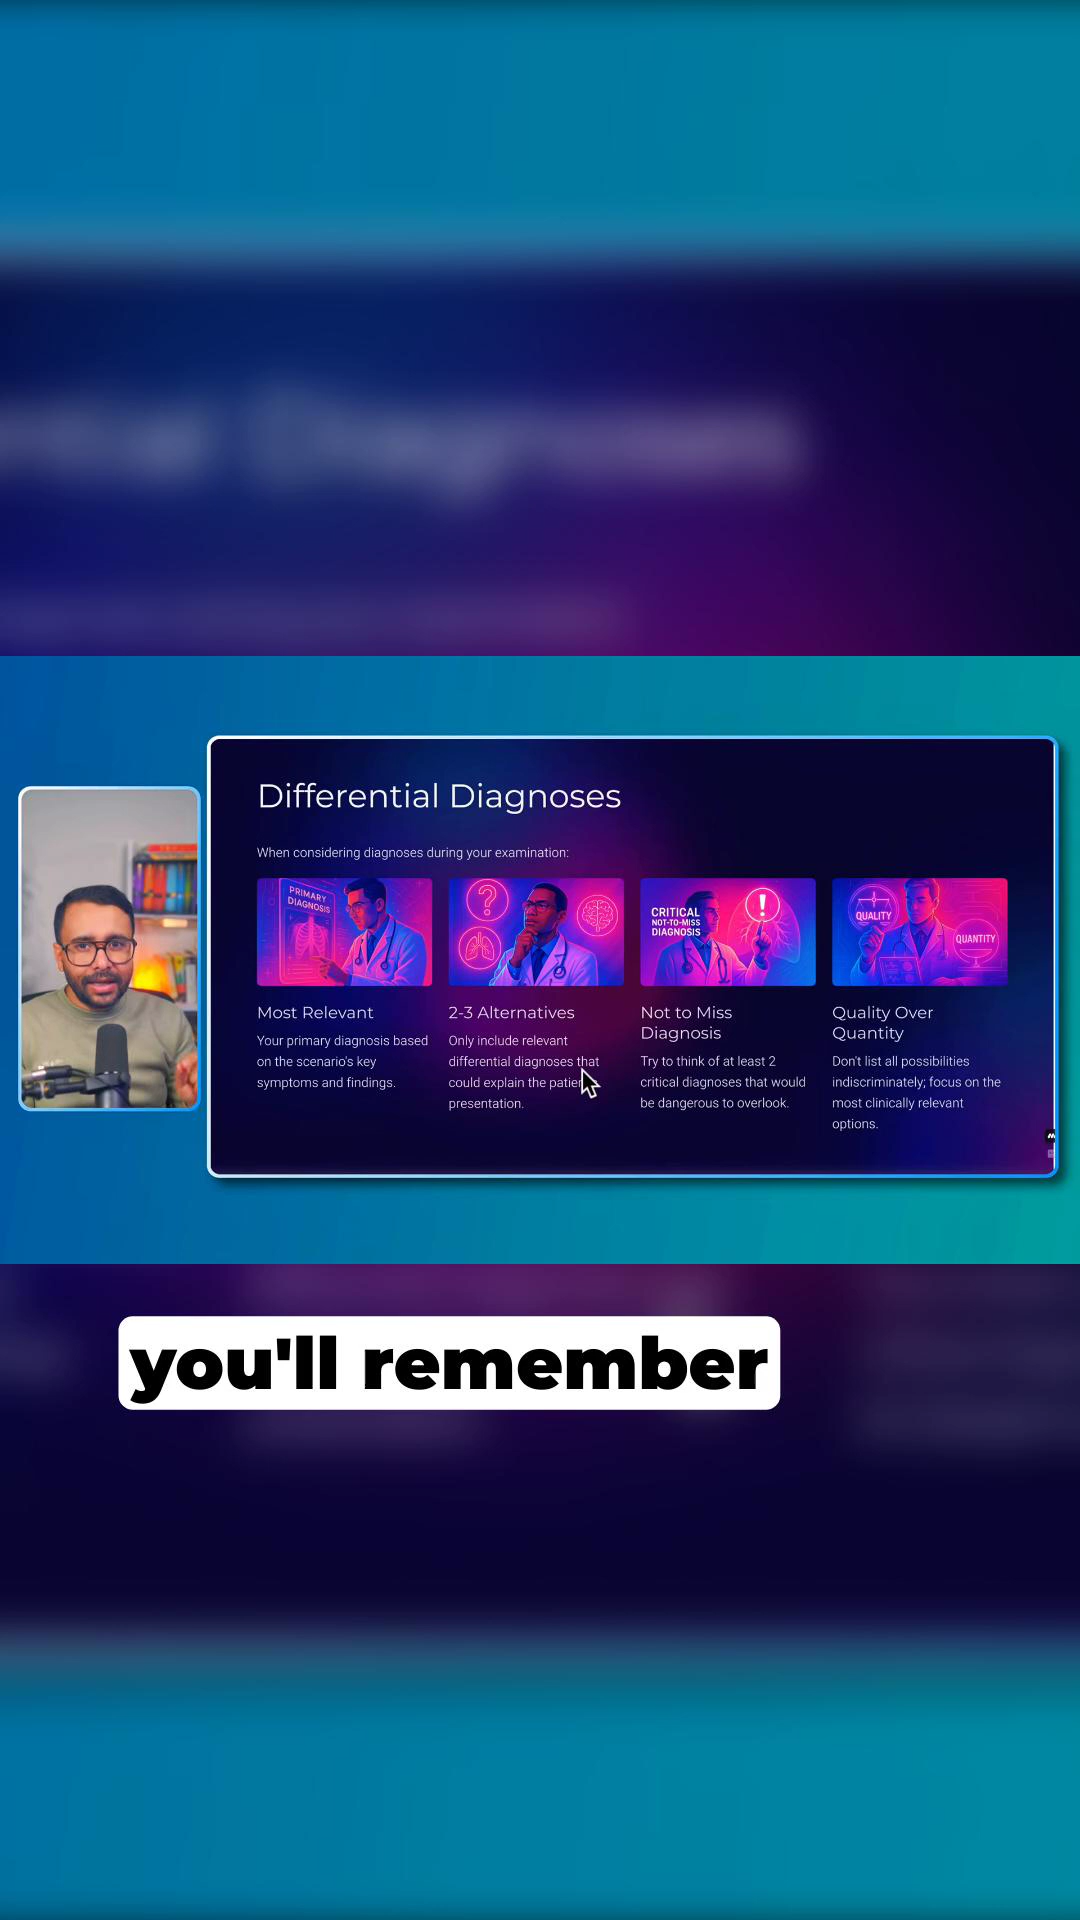 Differential Diagnoses
When considering diagnoses during your examination:
PRIMARY
DIAGNOSIS
?
CRITICAL
NOT-TO-MISS
DIAGNOSIS
!
QUALITY
QUANTITY
Most Relevant
Your primary diagnosis based
on the scenario's key
symptoms and findings.
2-3 Alternatives
Only include relevant
differential diagnoses that
could explain the
presentation.
Not to Miss
Diagnosis
Try to think of at least 2
critical diagnoses that would
be dangerous to overlook.
Quality Over
Quantity
Don't list all possibilities
indiscriminately; focus on the
most clinically relevant
options.
you'll remember